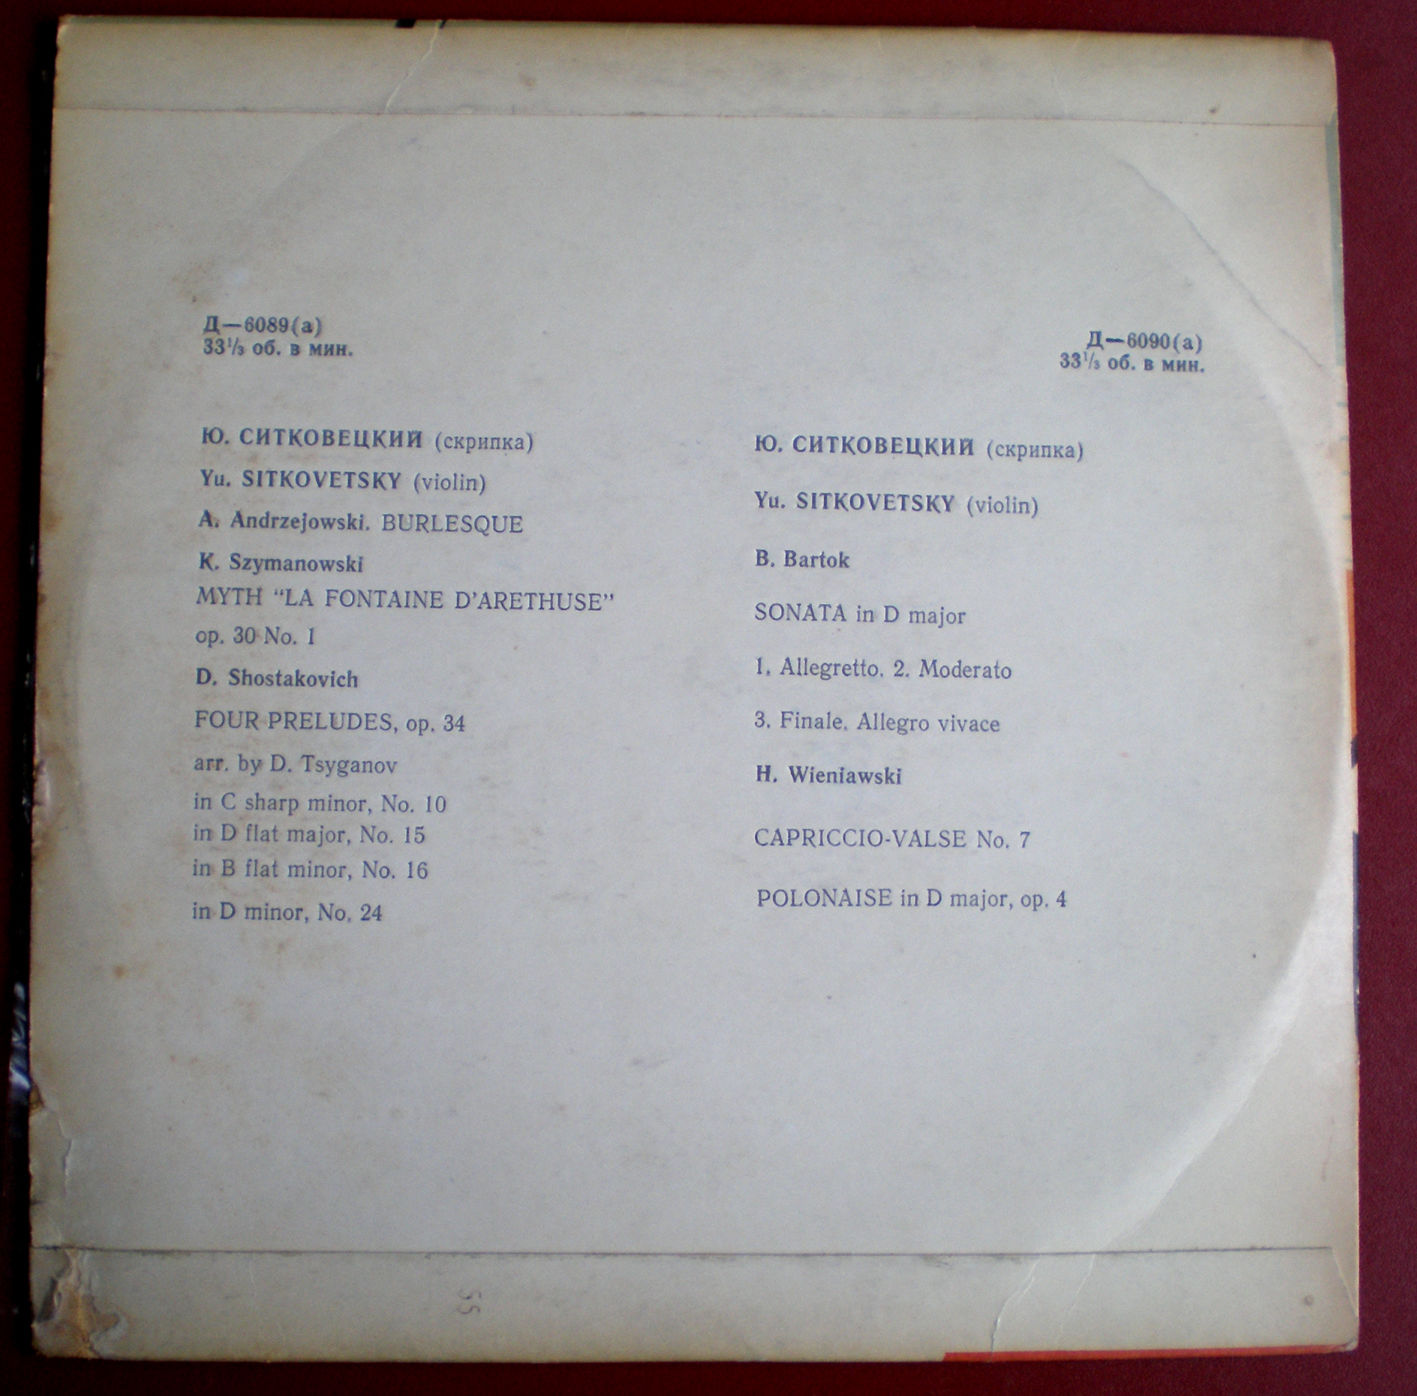 Д—6089(а)
33⅓ об. в мин.
Ю. СИТКОВЕЦКИЙ (скрипка)
Yu. SITKOVETSKY (violin)
A. Andrzejowski. BURLESQUE
K. Szymanowski
MYTH “LA FONTAINE D’ARETHUSE”
op. 30 No. 1
D. Shostakovich
FOUR PRELUDES, op. 34
arr. by D. Tsyganov
in C sharp minor, No. 10
in D flat major, No. 15
in B flat minor, No. 16
in D minor, No. 24
Д—6090(а)
33⅓ об. в мин.
Ю. СИТКОВЕЦКИЙ (скрипка)
Yu. SITKOVETSKY (violin)
B. Bartok
SONATA in D major
1. Allegretto. 2. Moderato
3. Finale. Allegro vivace
H. Wieniawski
CAPRICCIO-VALSE No. 7
POLONAISE in D major, op. 4
55